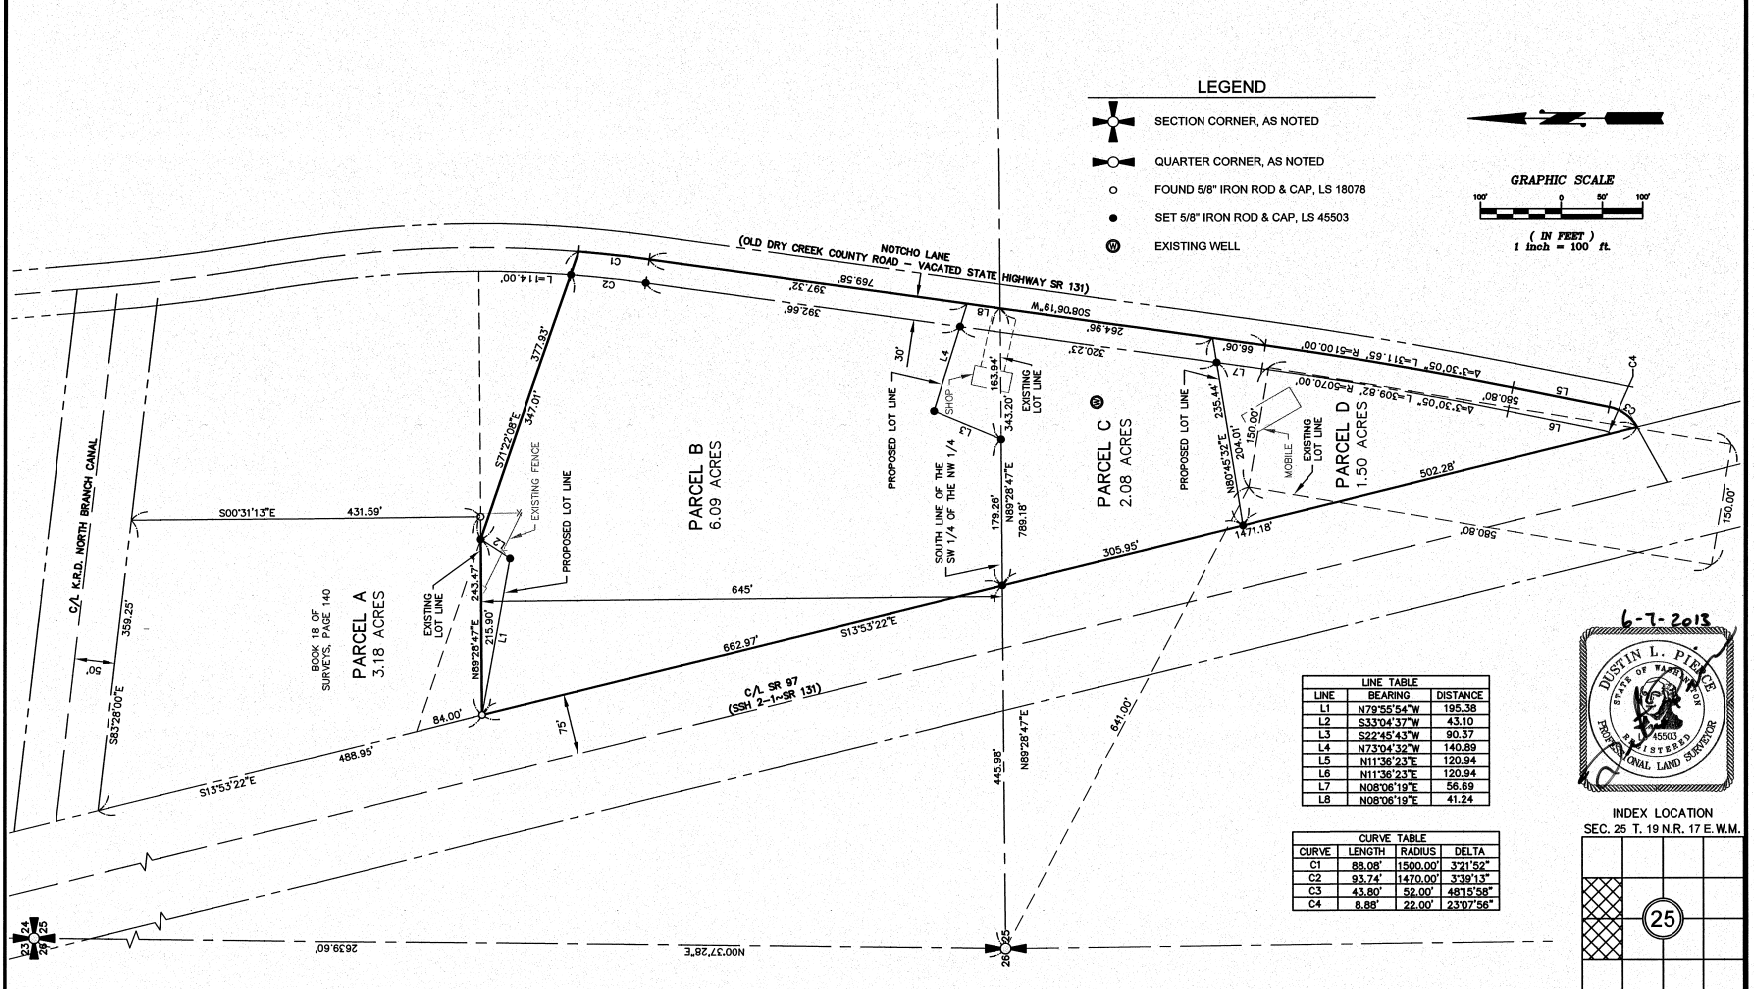 LEGEND
SECTION CORNER, AS NOTED
QUARTER CORNER, AS NOTED
FOUND 5/8" IRON ROD & CAP, LS 18078
SET 5/8" IRON ROD & CAP, LS 45503
W EXISTING WELL
GRAPHIC SCALE
100' 0 50' 100'
( IN FEET )
1 inch = 100 ft.
NOTCHO LANE
(OLD DRY CREEK COUNTY ROAD - VACATED STATE HIGHWAY SR 131)
C1
C2
L=114.00'
769.58'
397.32'
392.66'
S08°06'19"W
264.96'
320.23'
L8
66.06'
L7
Δ=3°30'05" R=5100.00' L=311.65'
Δ=3°30'05" R=5070.00' L=309.82'
580.80'
L5
L6
C3
C4
377.93'
347.01'
S71°22'08"E
30'
L4
L3
SHOP
163.94'
343.20'
EXISTING
LOT LINE
PROPOSED LOT LINE
SOUTH LINE OF THE
SW 1/4 OF THE NW 1/4
179.26'
N89°28'47"E
789.18'
PARCEL B
6.09 ACRES
W
PARCEL C
2.08 ACRES
PROPOSED LOT LINE
235.44'
N80°45'32"E
204.01'
150.00'
MOBILE
EXISTING
LOT LINE
PARCEL D
1.50 ACRES
502.28'
1471.18'
305.95'
580.80'
150.00'
C/L K.R.D. NORTH BRANCH CANAL
50'
359.25'
S83°28'00"E
S00°31'13"E 431.59'
BOOK 18 OF
SURVEYS, PAGE 140
PARCEL A
3.18 ACRES
EXISTING
LOT LINE
243.47'
N89°28'47"E
215.90'
L1
L2
EXISTING FENCE
PROPOSED LOT LINE
645'
662.97'
S13°53'22"E
84.00'
488.95'
S13°53'22"E
75'
C/L SR 97
(SSH 2-1~SR 131)
445.98'
N89°28'47"E
641.00'
24 25
23 26
2639.60'
N00°37'28"E
25
26
LINE TABLE
LINE BEARING DISTANCE
L1 N79°55'54"W 195.38
L2 S33°04'37"W 43.10
L3 S22°45'43"W 90.37
L4 N73°04'32"W 140.89
L5 N11°36'23"E 120.94
L6 N11°36'23"E 120.94
L7 N08°06'19"E 56.69
L8 N08°06'19"E 41.24
CURVE TABLE
CURVE LENGTH RADIUS DELTA
C1 88.08' 1500.00' 3°21'52"
C2 93.74' 1470.00' 3°39'13"
C3 43.80' 52.00' 48°15'58"
C4 8.88' 22.00' 23°07'56"
6-7-2013
DUSTIN L. PIERCE
STATE OF WASHINGTON
45503
REGISTERED
PROFESSIONAL LAND SURVEYOR
INDEX LOCATION
SEC. 25 T. 19 N.R. 17 E.W.M.
25